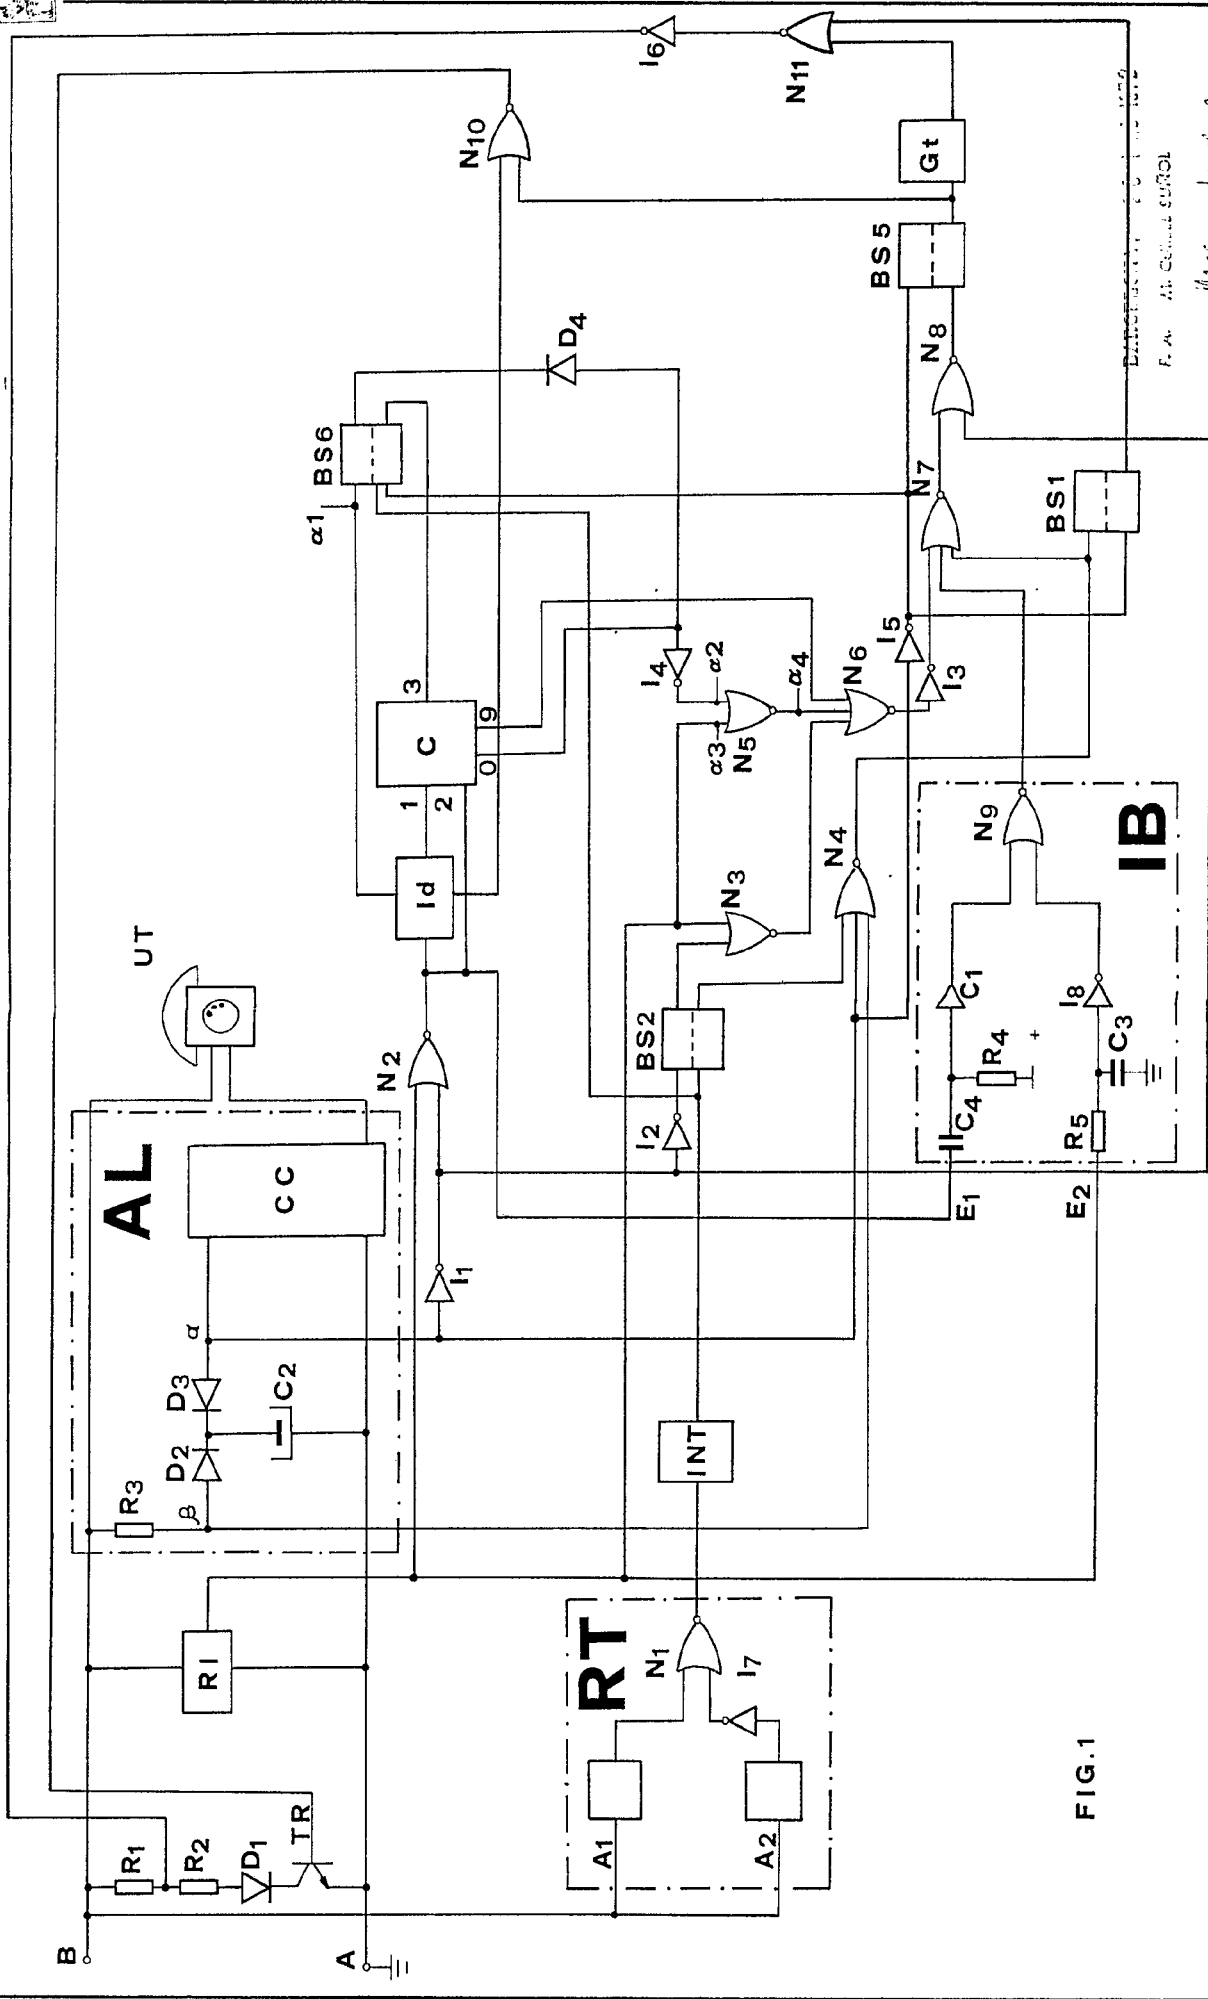 B
A
R1
R2
D1
TR
RI
R3
β
D2
D3
C2
α
AL
CC
UT
RT
A1
A2
N1
I7
INT
I1
N2
I2
BS2
N3
N4
Id
C
1
2
3
0
9
α1
BS6
D4
I4
α2
α3
N5
α4
N6
I5
I3
N7
N8
BS5
BS1
Gt
N10
N11
I6
IB
E1
E2
C4
R4
+
C1
R5
C3
I8
N9
FIG.1